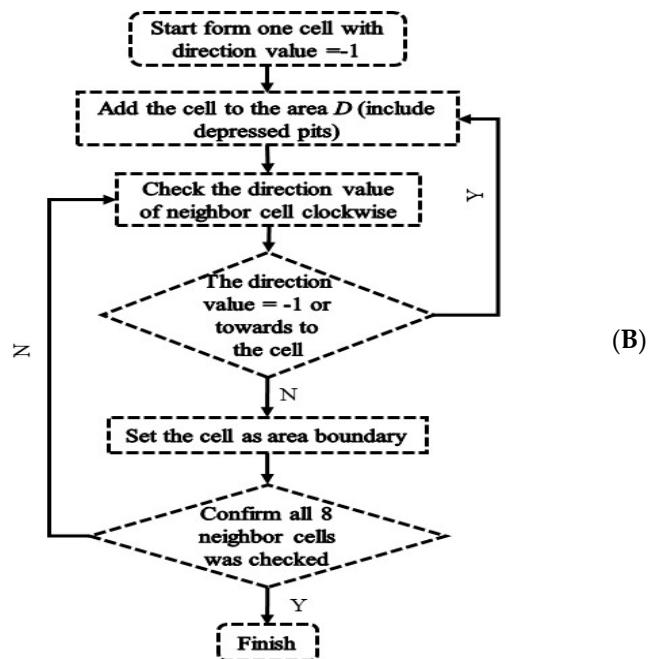 Start form one cell with
direction value =-1
Add the cell to the area D (include
depressed pits)
Check the direction value
of neighbor cell clockwise
Y
The direction
value = -1 or
towards to
the cell
(B)
N
N
Set the cell as area boundary
Confirm all 8
neighbor cells
was checked
Y
Finish